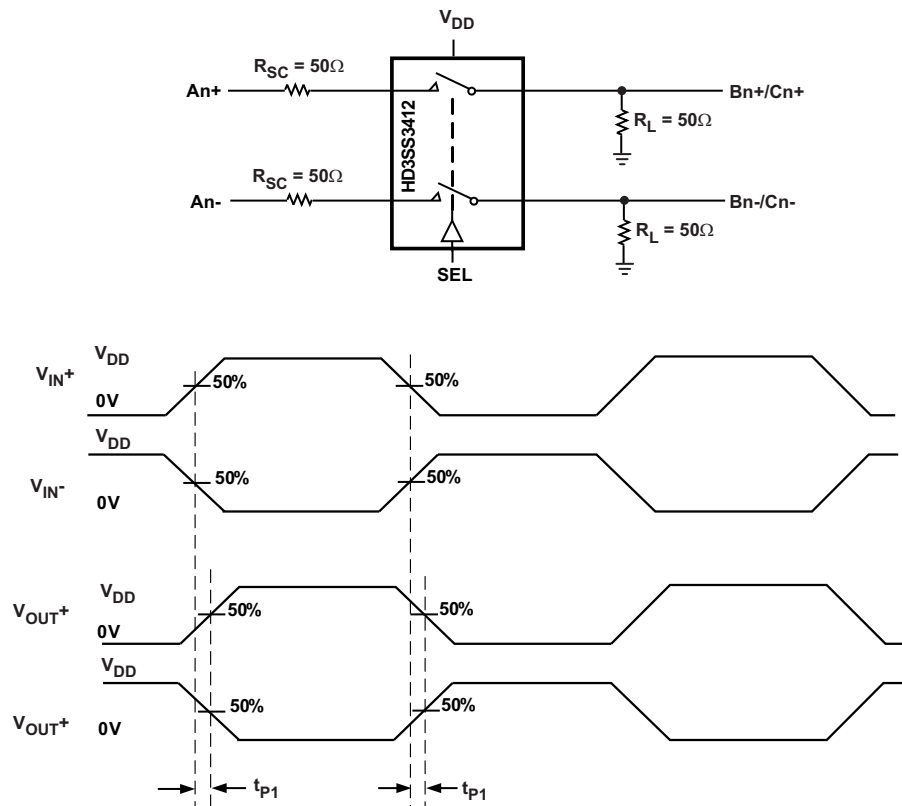 VDD
RSC = 50Ω
An+
Bn+/Cn+
RL = 50Ω
HD3SS3412
RSC = 50Ω
An-
Bn-/Cn-
RL = 50Ω
SEL
VDD
VIN+
50%
50%
0V
VDD
VIN-
50%
50%
0V
VDD
VOUT+
50%
50%
0V
VDD
VOUT+
50%
50%
0V
tP1
tP1